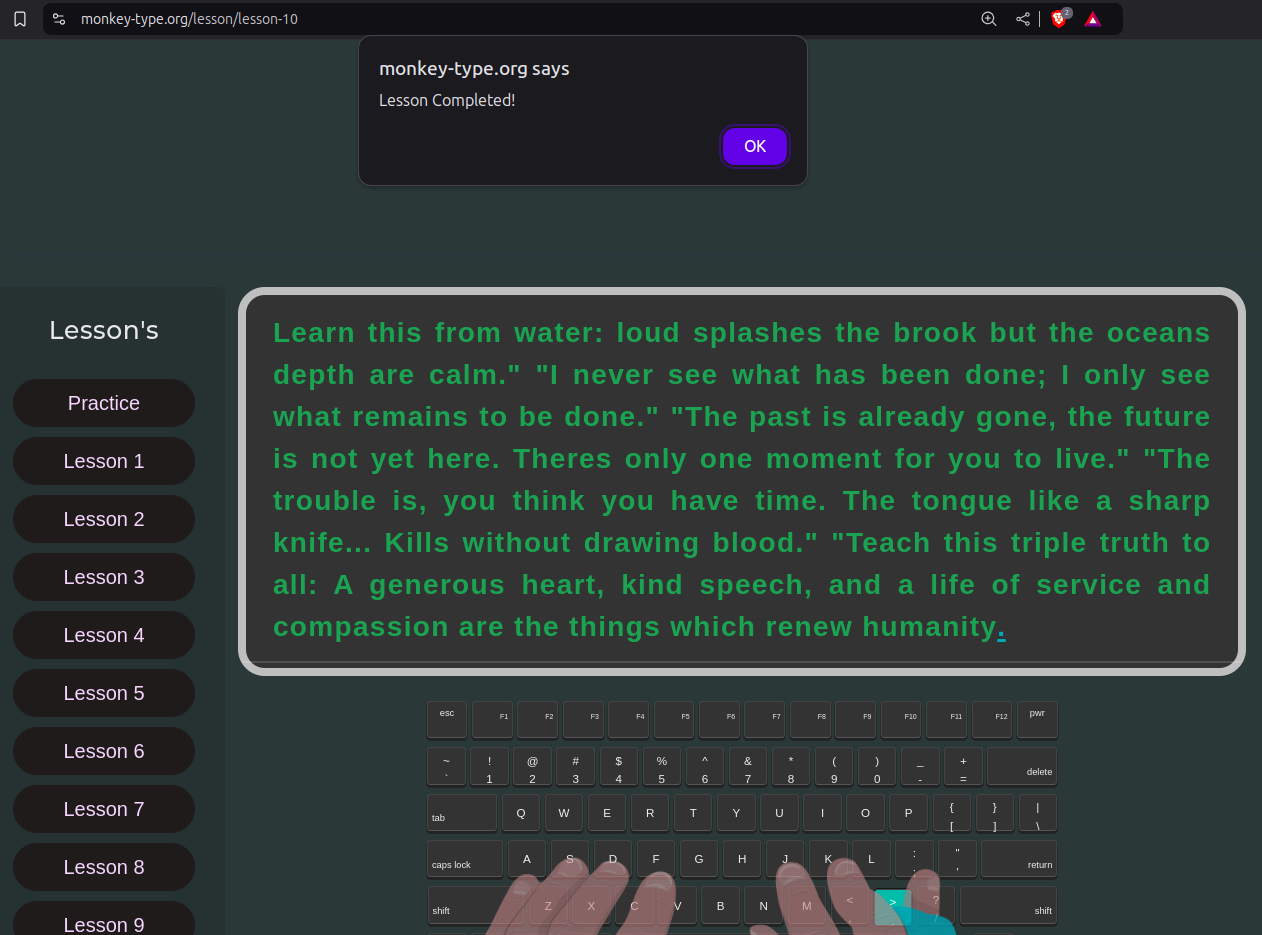 monkey-type.org/lesson/lesson-10
2
monkey-type.org says
Lesson Completed!
OK
Lesson's
Practice
Lesson 1
Lesson 2
Lesson 3
Lesson 4
Lesson 5
Lesson 6
Lesson 7
Lesson 8
Lesson 9
Learn this from water: loud splashes the brook but the oceans
depth are calm." "I never see what has been done; I only see
what remains to be done." "The past is already gone, the future
is not yet here. Theres only one moment for you to live." "The
trouble is, you think you have time. The tongue like a sharp
knife... Kills without drawing blood." "Teach this triple truth to
all: A generous heart, kind speech, and a life of service and
compassion are the things which renew humanity.
esc F1 F2 F3 F4 F5 F6 F7 F8 F9 F10 F11 F12 pwr
~ ! @ # $ % ^ & * ( ) _ +
` 1 2 3 4 5 6 7 8 9 0 - = delete
tab Q W E R T Y U I O P { } |
[ ] \
caps lock A S D F G H J K L : " return
; '
shift Z X C V B N M < > ? shift
, /